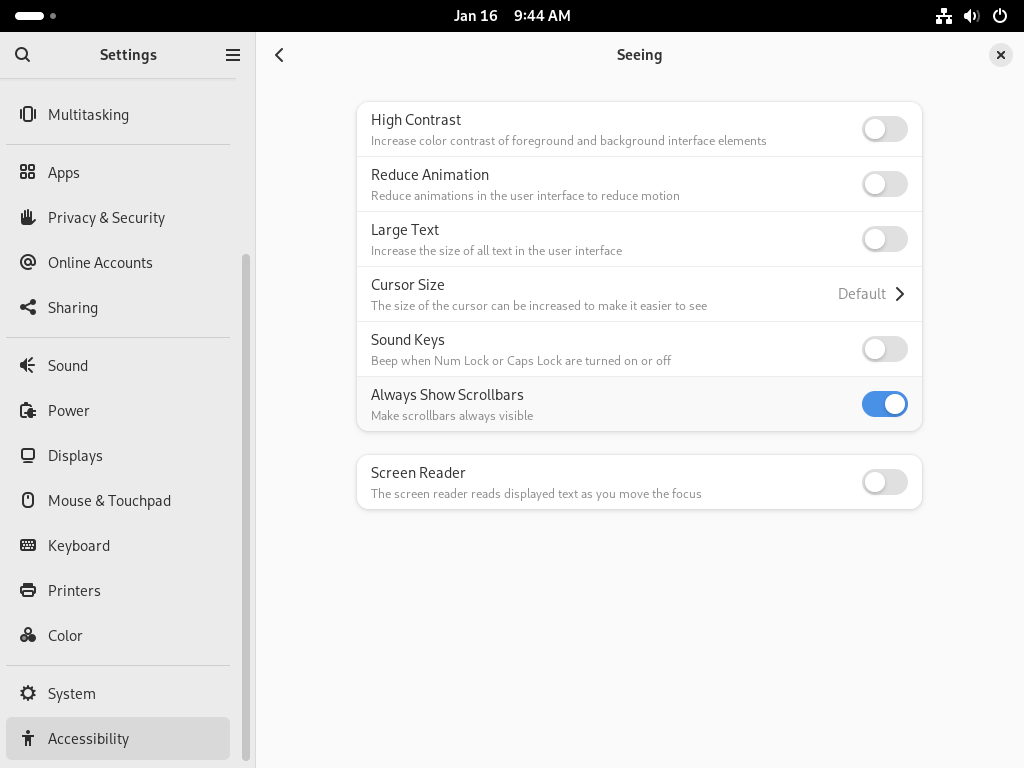 Jan 16 9:44 AM
Settings
Seeing
Multitasking
Apps
Privacy & Security
Online Accounts
Sharing
Sound
Power
Displays
Mouse & Touchpad
Keyboard
Printers
Color
System
Accessibility
High Contrast
Increase color contrast of foreground and background interface elements
Reduce Animation
Reduce animations in the user interface to reduce motion
Large Text
Increase the size of all text in the user interface
Cursor Size
The size of the cursor can be increased to make it easier to see
Default
Sound Keys
Beep when Num Lock or Caps Lock are turned on or off
Always Show Scrollbars
Make scrollbars always visible
Screen Reader
The screen reader reads displayed text as you move the focus